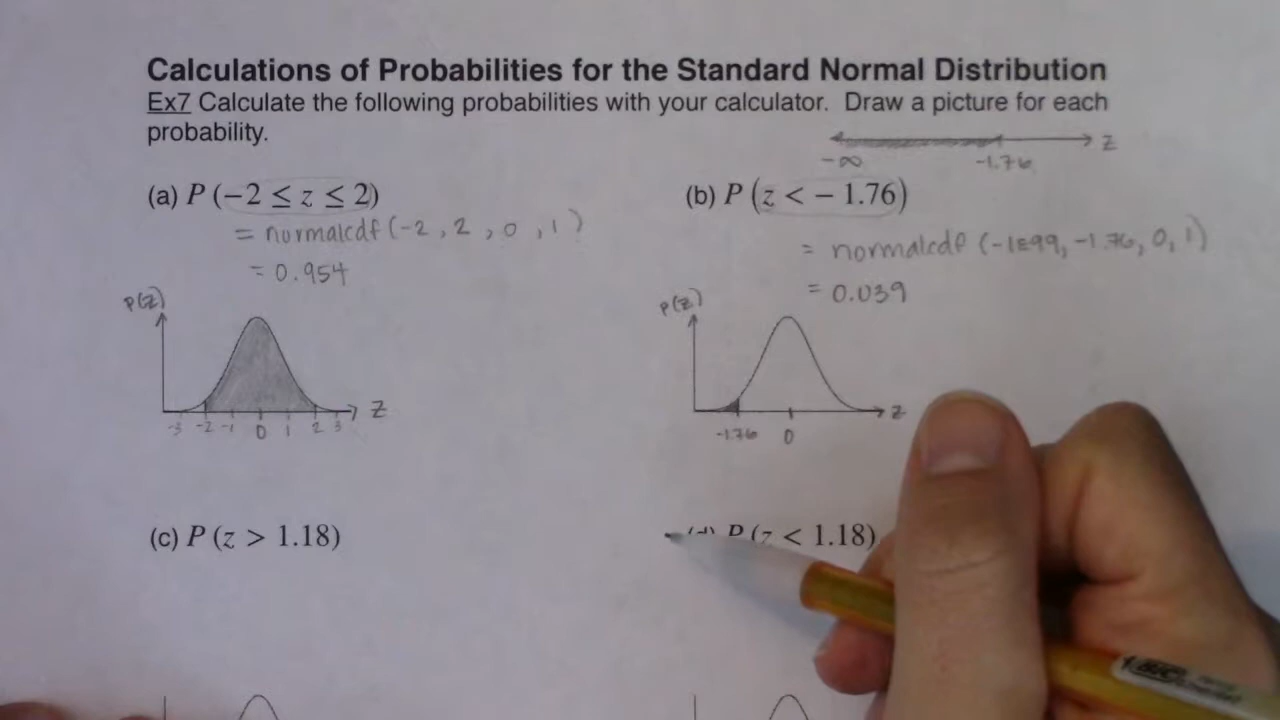 Calculations of Probabilities for the Standard Normal Distribution
Ex7 Calculate the following probabilities with your calculator. Draw a picture for each
probability.
z
-∞ -1.76
(a) P (−2 ≤ z ≤ 2)
= normalcdf (-2, 2, 0, 1)
= 0.954
P(z)
z
-3 -2 -1 0 1 2 3
(b) P (z < − 1.76)
= normalcdf (-1E99, -1.76, 0, 1)
= 0.039
P(z)
z
-1.76 0
(c) P (z > 1.18)
(d) P (z < 1.18)
BIC